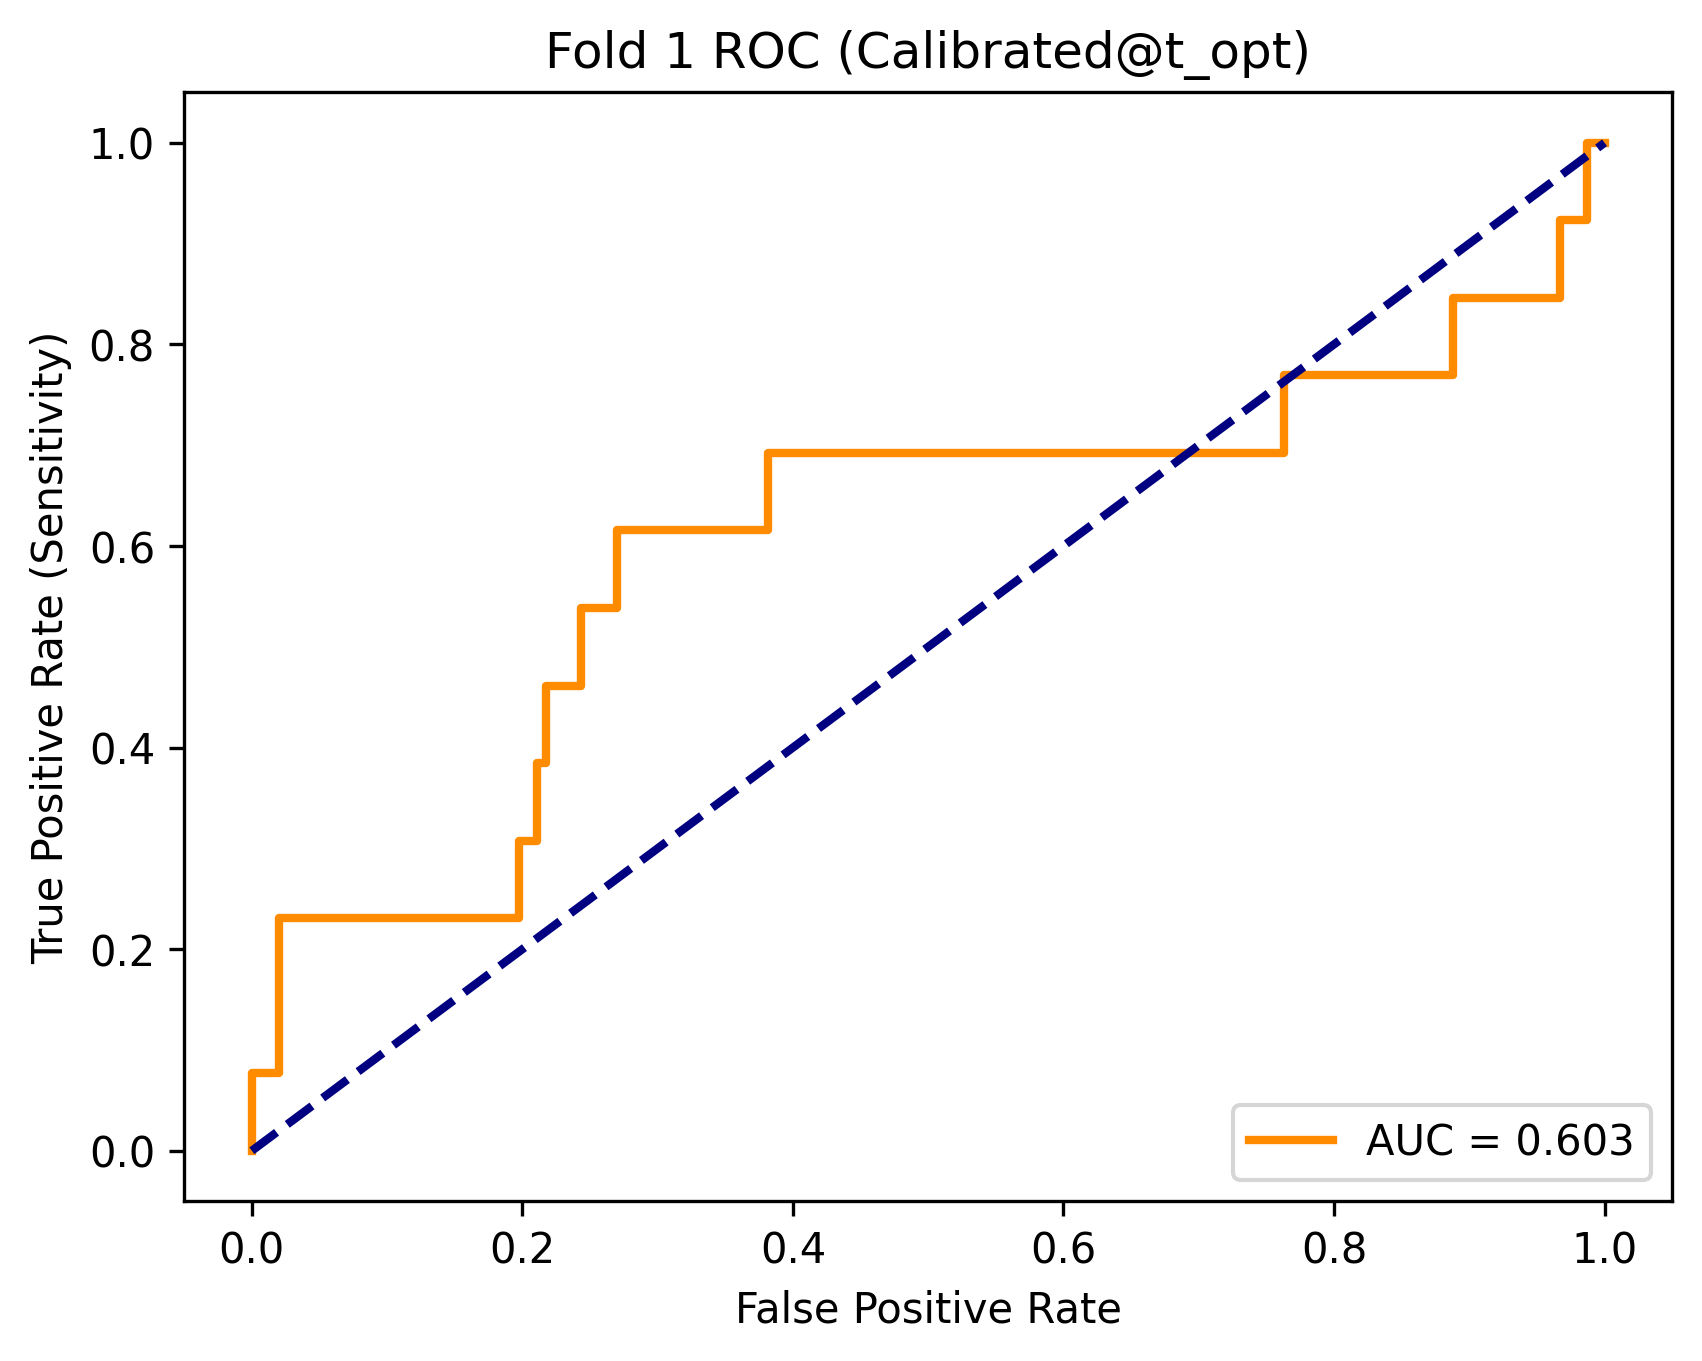 Fold 1 ROC (Calibrated@t_opt)
True Positive Rate (Sensitivity)
1.0
0.8
0.6
0.4
0.2
0.0
AUC = 0.603
0.0 0.2 0.4 0.6 0.8 1.0
False Positive Rate